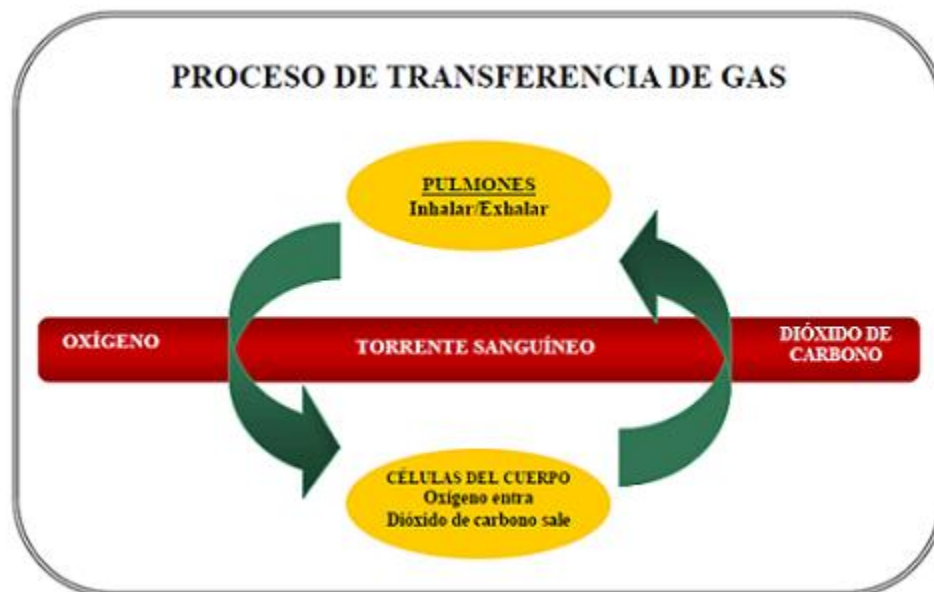 PROCESO DE TRANSFERENCIA DE GAS
PULMONES
Inhalar/Exhalar
OXÍGENO
TORRENTE SANGUÍNEO
DIÓXIDO DE
CARBONO
CÉLULAS DEL CUERPO
Oxígeno entra
Dióxido de carbono sale